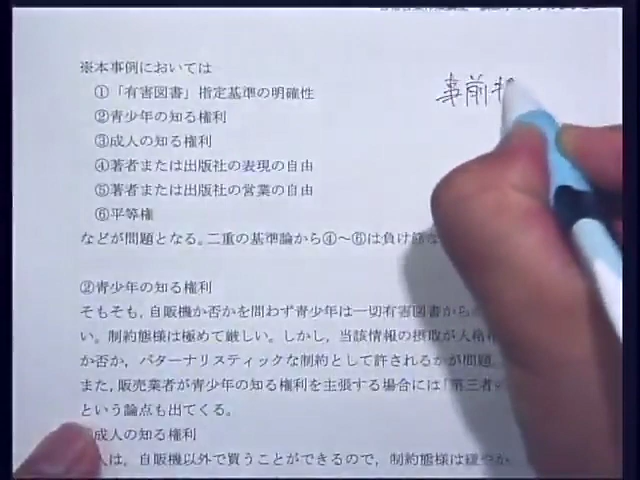 ※本事例においては
①「有害図書」指定基準の明確性
事前
②青少年の知る権利
③成人の知る権利
④著者または出版社の表現の自由
⑤著者または出版社の営業の自由
⑥平等権
などが問題となる。二重の基準論から④～⑥は負け筋な
②青少年の知る権利
そもそも，自販機か否かを問わず青少年は一切有害図書から
い。制約態様は極めて厳しい。しかし，当該情報の摂取が人格
か否か，パターナリスティックな制約として許されるかが問題
また，販売業者が青少年の知る権利を主張する場合には「第三者
という論点も出てくる。
成人の知る権利
人は，自販機以外で買うことができるので，制約態様は緩やか